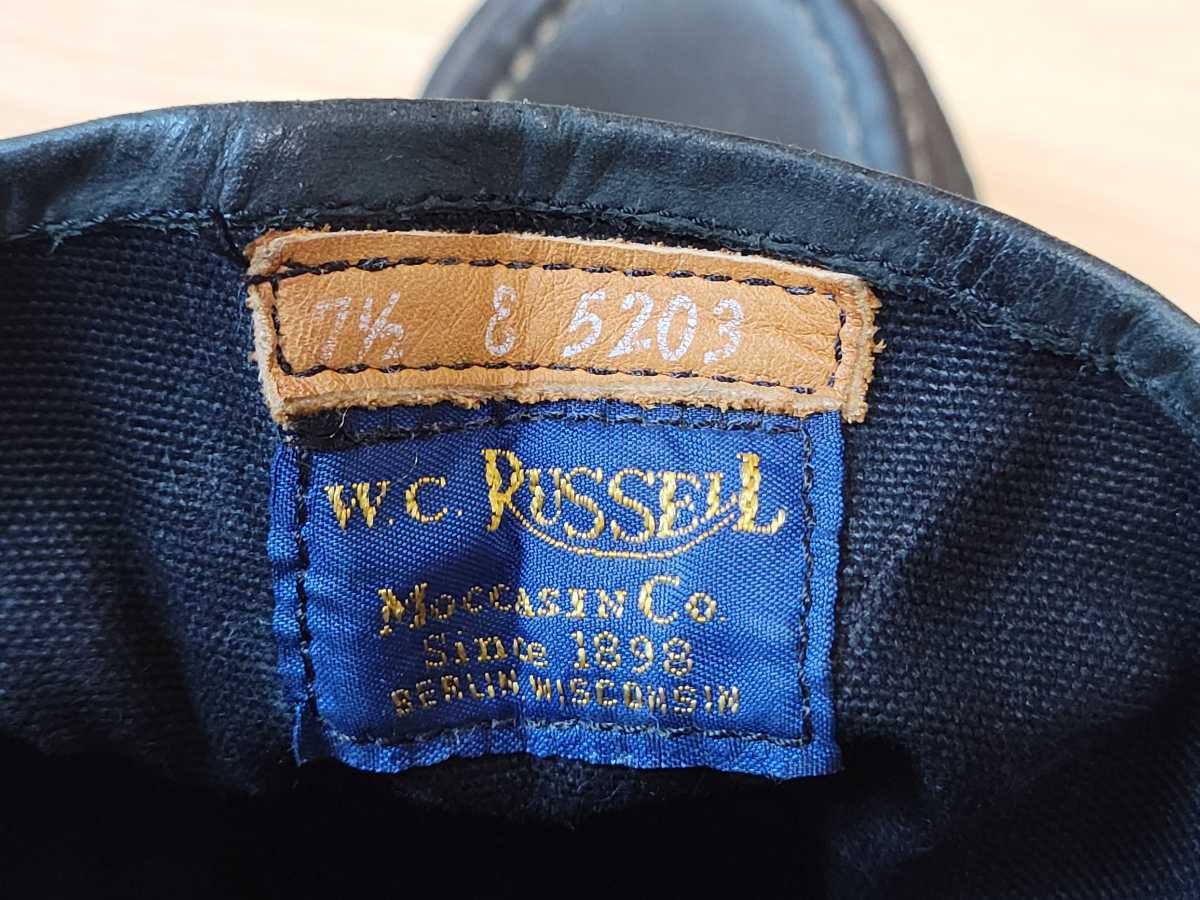 7½ E 5203
W.C. RUSSELL
MOCCASIN CO.
Since 1898
BERLIN WISCONSIN